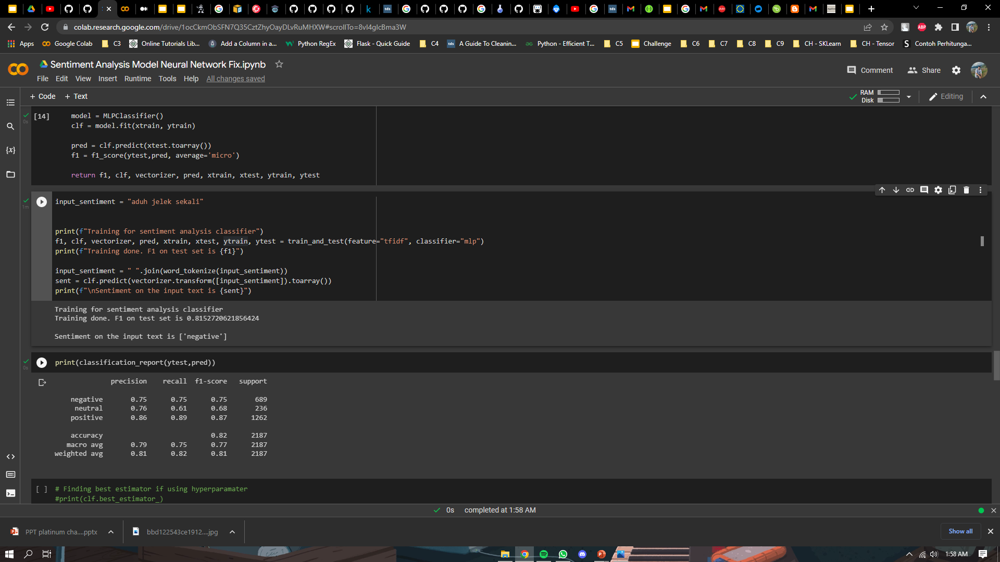 colab.research.google.com/drive/1ocCkmObSFN7Q35CztZhyOayDLvRuMHXW#scrollTo=8vI4gIcBma3W
Apps Google Colab C3 Online Tutorials Lib... Add a Column in a... Python RegEx Flask - Quick Guide C4 A Guide To Cleanin... Python - Efficient T... C5 Challenge C6 C7 C8 C9 CH - SKLearn CH - Tensor Contoh Perhitunga...
Sentiment Analysis Model Neural Network Fix.ipynb
Comment Share
File Edit View Insert Runtime Tools Help All changes saved
+ Code + Text
RAM
Disk
Editing
[14] model = MLPClassifier()
0s
clf = model.fit(xtrain, ytrain)
pred = clf.predict(xtest.toarray())
f1 = f1_score(ytest,pred, average='micro')
return f1, clf, vectorizer, pred, xtrain, xtest, ytrain, ytest
input_sentiment = "aduh jelek sekali"
1m
print(f"Training for sentiment analysis classifier")
f1, clf, vectorizer, pred, xtrain, xtest, ytrain, ytest = train_and_test(feature="tfidf", classifier="mlp")
print(f"Training done. F1 on test set is {f1}")
input_sentiment = " ".join(word_tokenize(input_sentiment))
sent = clf.predict(vectorizer.transform([input_sentiment]).toarray())
print(f"\nSentiment on the input text is {sent}")
Training for sentiment analysis classifier
Training done. F1 on test set is 0.8152720621856424
Sentiment on the input text is ['negative']
print(classification_report(ytest,pred))
0s
precision recall f1-score support
negative 0.75 0.75 0.75 689
neutral 0.76 0.61 0.68 236
positive 0.86 0.89 0.87 1262
accuracy 0.82 2187
macro avg 0.79 0.75 0.77 2187
weighted avg 0.81 0.82 0.81 2187
[ ] # Finding best estimator if using hyperparamater
#print(clf.best_estimator_)
0s completed at 1:58 AM
PPT platinum cha....pptx bbd122543ce1912....jpg Show all
1:58 AM